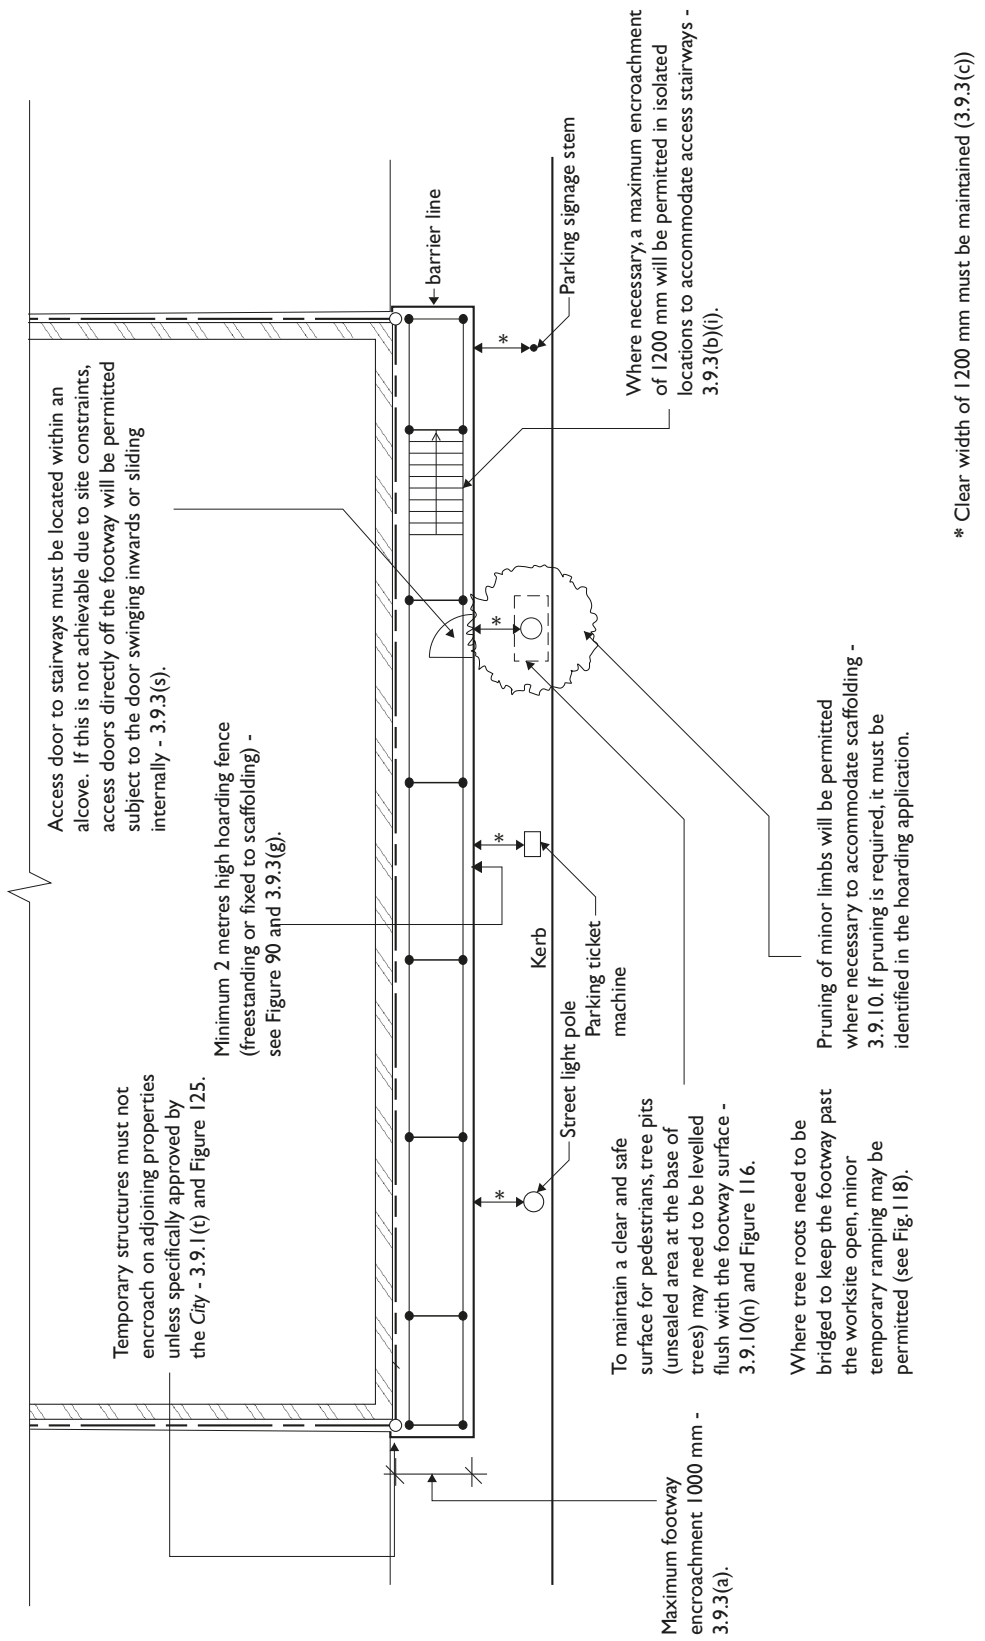 Temporary structures must not
encroach on adjoining properties
unless specifically approved by
the City - 3.9.1(t) and Figure 125.
Minimum 2 metres high hoarding fence
(freestanding or fixed to scaffolding) -
see Figure 90 and 3.9.3(g).
Access door to stairways must be located within an
alcove. If this is not achievable due to site constraints,
access doors directly off the footway will be permitted
subject to the door swinging inwards or sliding
internally - 3.9.3(s).
barrier line
*
*
*
*
Kerb
Street light pole
Parking ticket
machine
Parking signage stem
Maximum footway
encroachment 1000 mm -
3.9.3(a).
To maintain a clear and safe
surface for pedestrians, tree pits
(unsealed area at the base of
trees) may need to be levelled
flush with the footway surface -
3.9.10(n) and Figure 116.
Where tree roots need to be
bridged to keep the footway past
the worksite open, minor
temporary ramping may be
permitted (see Fig.118).
Pruning of minor limbs will be permitted
where necessary to accommodate scaffolding -
3.9.10. If pruning is required, it must be
identified in the hoarding application.
Where necessary, a maximum encroachment
of 1200 mm will be permitted in isolated
locations to accommodate access stairways -
3.9.3(b)(i).
* Clear width of 1200 mm must be maintained (3.9.3(c))